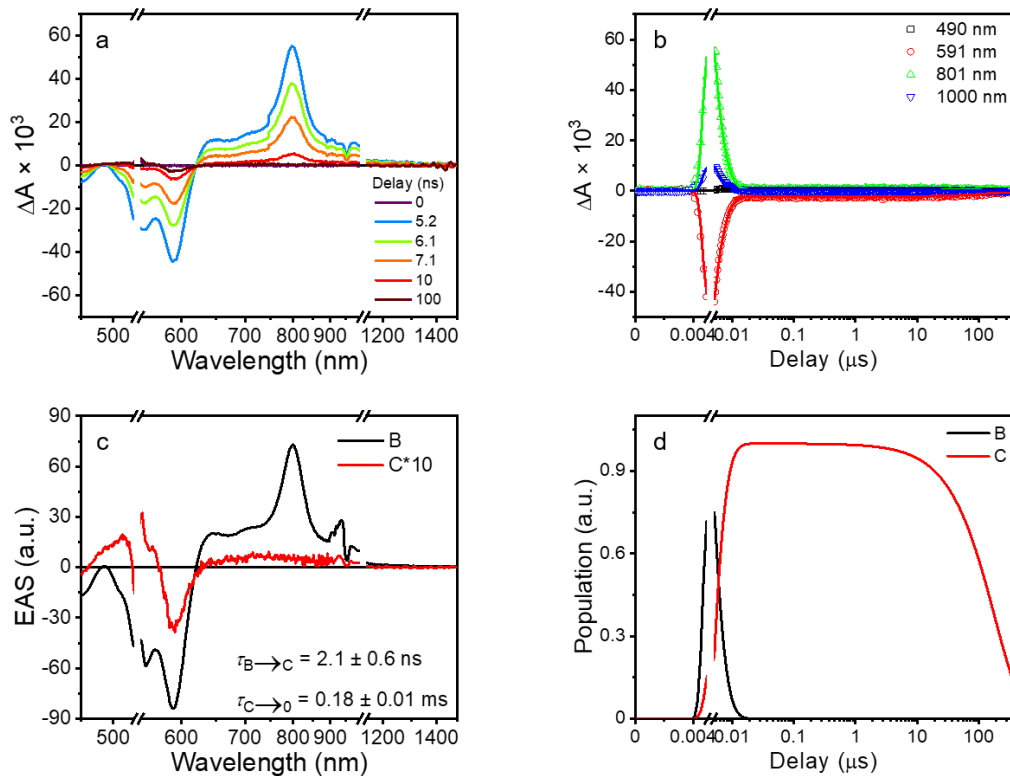 a
60
40
20
0
-20
-40
-60
ΔA × 10³
Delay (ns)
0
5.2
6.1
7.1
10
100
500
600
700
800
900
1200
1400
Wavelength (nm)
b
490 nm
591 nm
801 nm
1000 nm
60
40
20
0
-20
-40
ΔA × 10³
0
0.004
0.01
0.1
1
10
100
Delay (μs)
c
B
C*10
90
60
30
0
-30
-60
-90
EAS (a.u.)
τB→C = 2.1 ± 0.6 ns
τC→0 = 0.18 ± 0.01 ms
500
600
700
800
900
1200
1400
Wavelength (nm)
d
B
C
0.9
0.6
0.3
0
Population (a.u.)
0
0.004
0.01
0.1
1
10
100
Delay (μs)